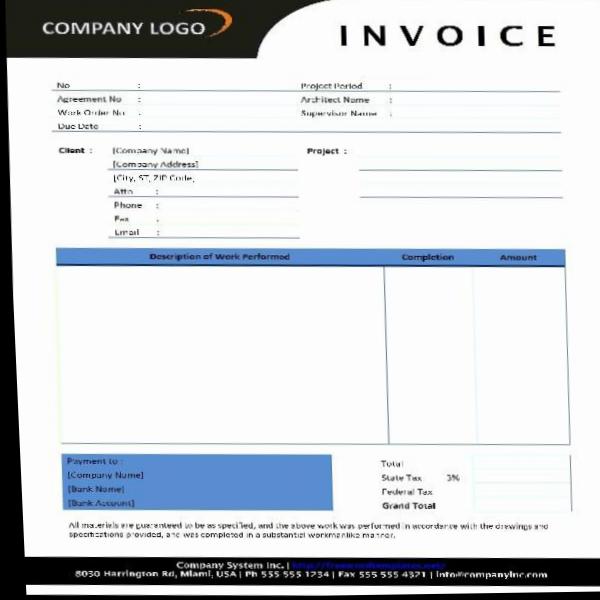 COMPANY LOGO
INVOICE
No :
Project Period :
Agreement No :
Architect Name :
Work Order No :
Supervisor Name :
Due Date :
Client : [Company Name]
Project :
[Company Address]
[City, ST, ZIP Code]
Attn :
Phone :
Fax :
Email :
Description of Work Performed Completion Amount
Payment to :
[Company Name]
[Bank Name]
[Bank Account]
Total
State Tax 3%
Federal Tax
Grand Total
All materials are guaranteed to be as specified, and the above work was performed in accordance with the drawings and
specifications provided, and was completed in a substantial workmanlike manner.
Company System Inc. |
8030 Harrington Rd, Miami, USA | Ph 555 555 1234 | Fax 555 555 4321 | info@companyinc.com